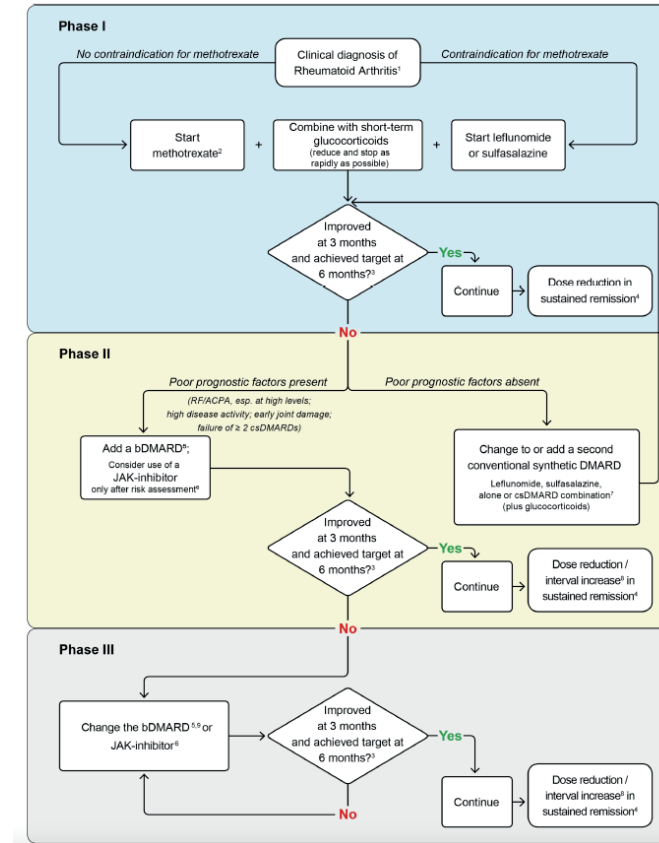 Phase I
No contraindication for methotrexate
Clinical diagnosis of
Rheumatoid Arthritis¹
Contraindication for methotrexate
Start
methotrexate²
+
Combine with short-term
glucocorticoids
(reduce and stop as
rapidly as possible)
+
Start leflunomide
or sulfasalazine
Improved
at 3 months
and achieved target at
6 months?³
Yes
Continue
Dose reduction in
sustained remission⁴
No
Phase II
Poor prognostic factors present
(RF/ACPA, esp. at high levels;
high disease activity; early joint damage;
failure of ≥ 2 csDMARDs)
Poor prognostic factors absent
Add a bDMARD⁵;
Consider use of a
JAK-inhibitor
only after risk assessment⁶
Change to or add a second
conventional synthetic DMARD
Leflunomide, sulfasalazine,
alone or csDMARD combination⁷
(plus glucocorticoids)
Improved
at 3 months
and achieved target at
6 months?³
Yes
Continue
Dose reduction /
interval increase⁸ in
sustained remission⁴
No
Phase III
Change the bDMARD⁵,⁹ or
JAK-inhibitor⁶
Improved
at 3 months
and achieved target at
6 months?³
Yes
Continue
Dose reduction /
interval increase⁸ in
sustained remission⁴
No